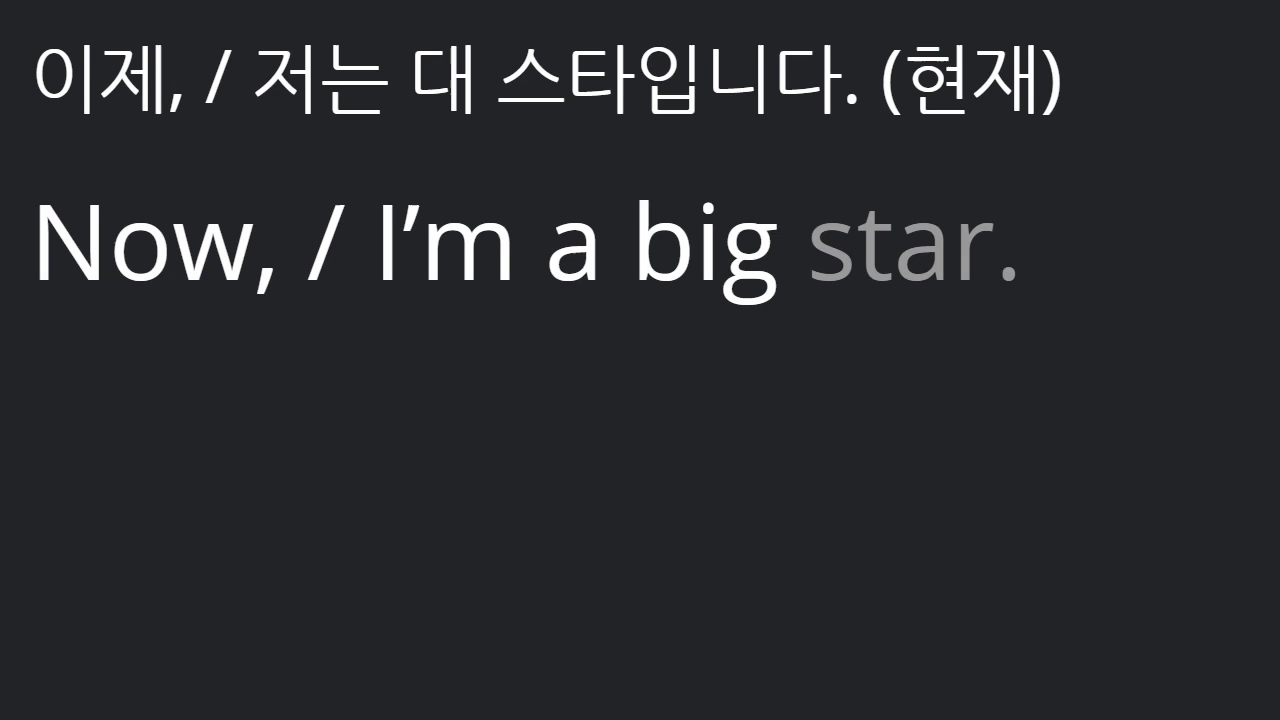 이제, / 저는 대 스타입니다. (현재)
Now, / I’m a big star.